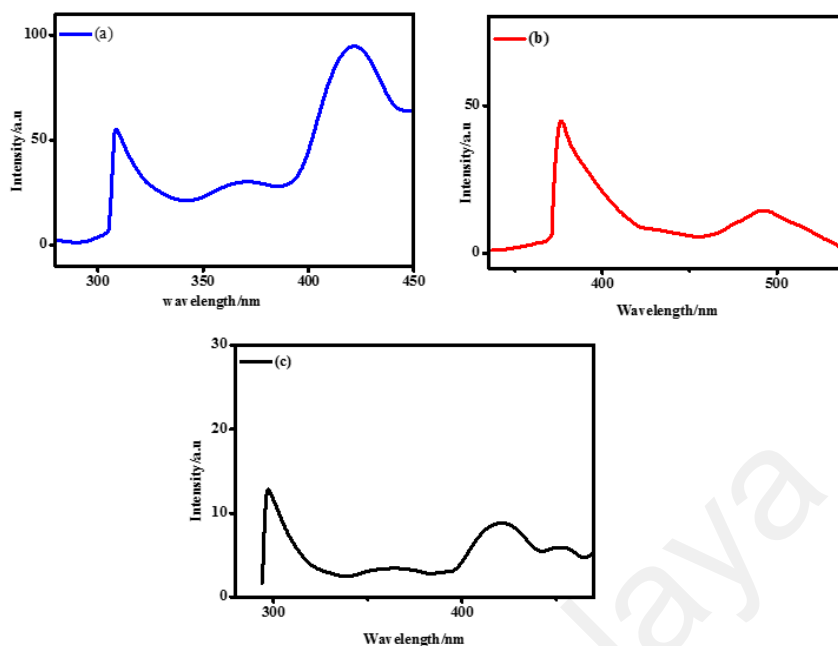 (a)
100
50
0
Intensity/a.u
300 350 400 450
wavelength/nm
(b)
50
0
Intensity/a.u
400 500
Wavelength/nm
(c)
30
20
10
0
Intensity/a.u
300 400
Wavelength/nm
laya